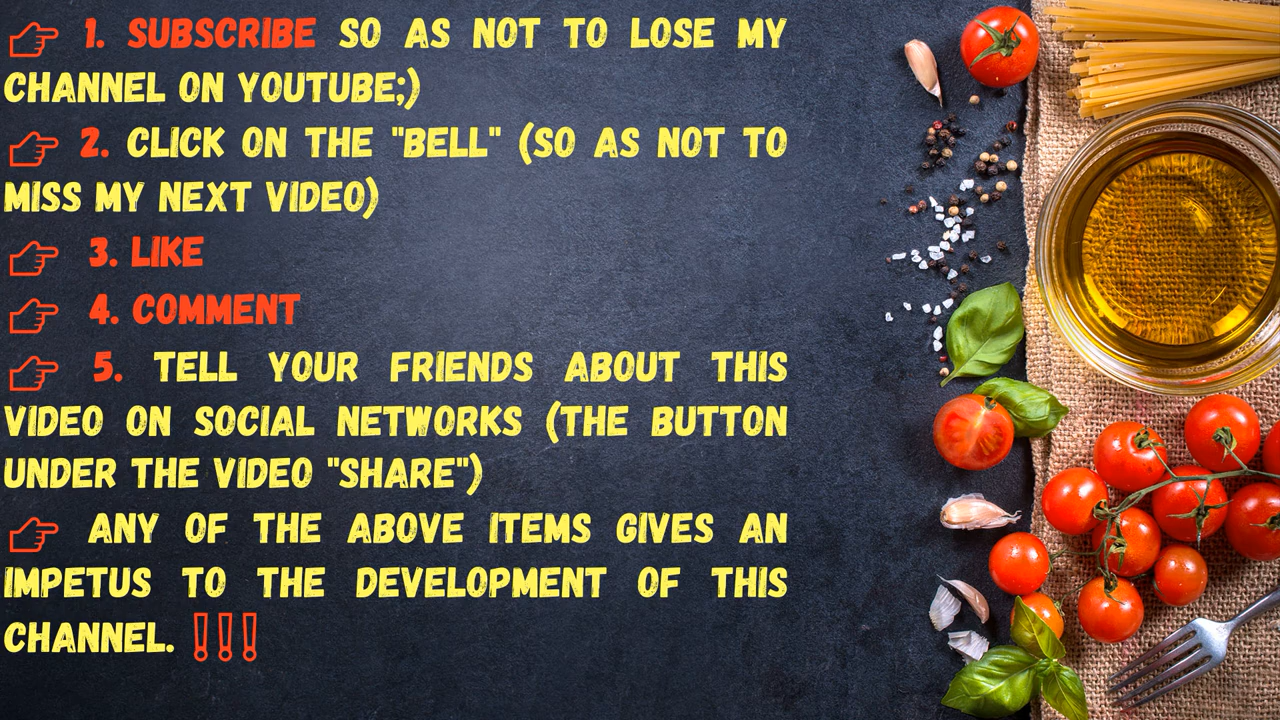 👉 1. SUBSCRIBE SO AS NOT TO LOSE MY
CHANNEL ON YOUTUBE;)
👉 2. CLICK ON THE "BELL" (SO AS NOT TO
MISS MY NEXT VIDEO)
👉 3. LIKE
👉 4. COMMENT
👉 5. TELL YOUR FRIENDS ABOUT THIS
VIDEO ON SOCIAL NETWORKS (THE BUTTON
UNDER THE VIDEO "SHARE")
👉 ANY OF THE ABOVE ITEMS GIVES AN
IMPETUS TO THE DEVELOPMENT OF THIS
CHANNEL. ❗❗❗